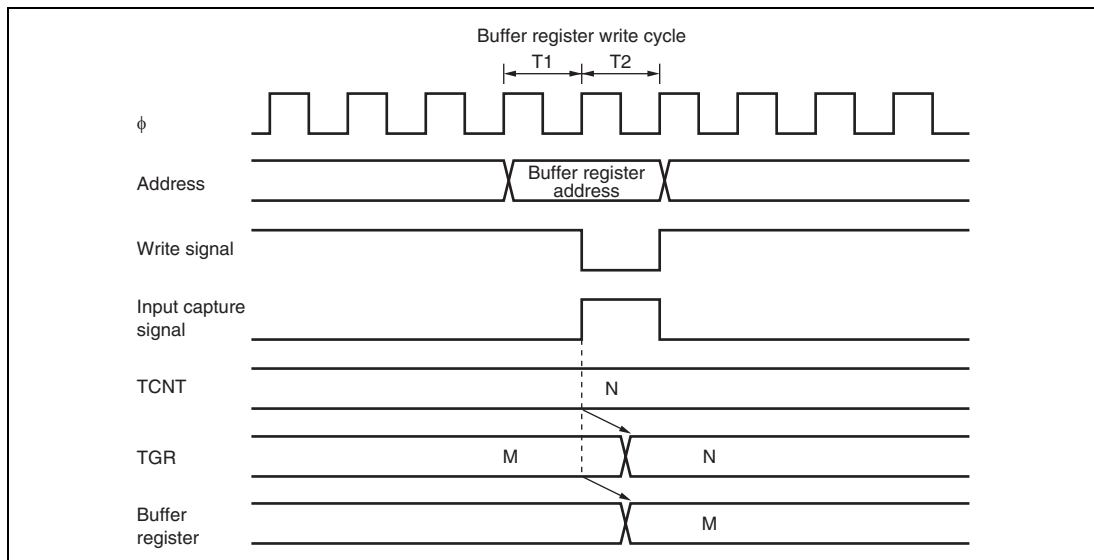 Buffer register write cycle
T1 T2
ϕ
Address
Buffer register
address
Write signal
Input capture
signal
TCNT
N
TGR
M N
Buffer
register
M